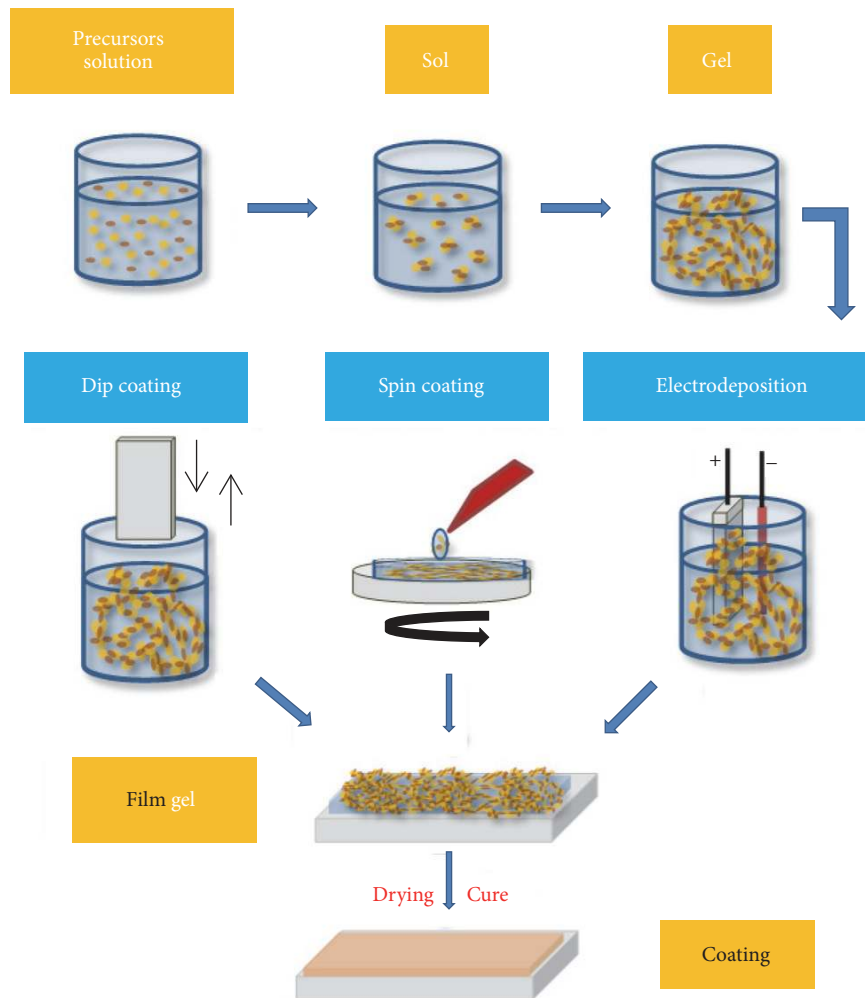 Precursors
solution
Sol
Gel
Dip coating
Spin coating
Electrodeposition
+
–
Film gel
Drying
Cure
Coating